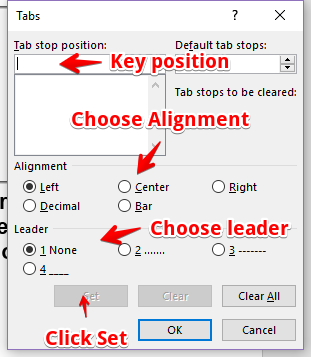 Tabs
Tab stop position: Default tab stops:
Key position
Tab stops to be cleared:
Choose Alignment
Alignment
Left Center Right
Decimal Bar
Leader
Choose leader
1 None 2 ....... 3 -------
4 ____
Set Clear Clear All
Click Set
OK Cancel